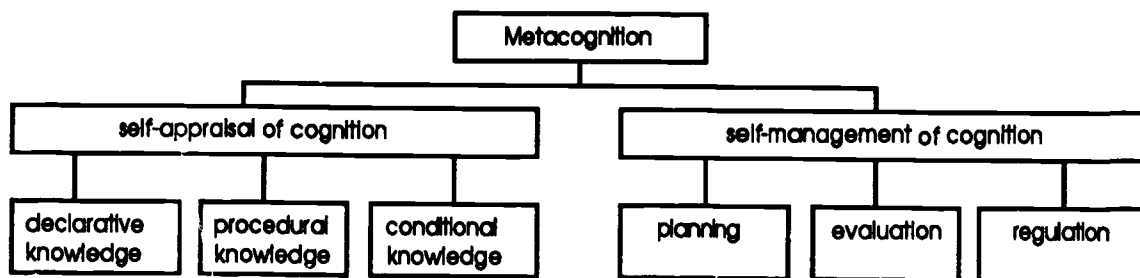 Metacognition
self-appraisal of cognition
self-management of cognition
declarative
knowledge
procedural
knowledge
conditional
knowledge
planning
evaluation
regulation